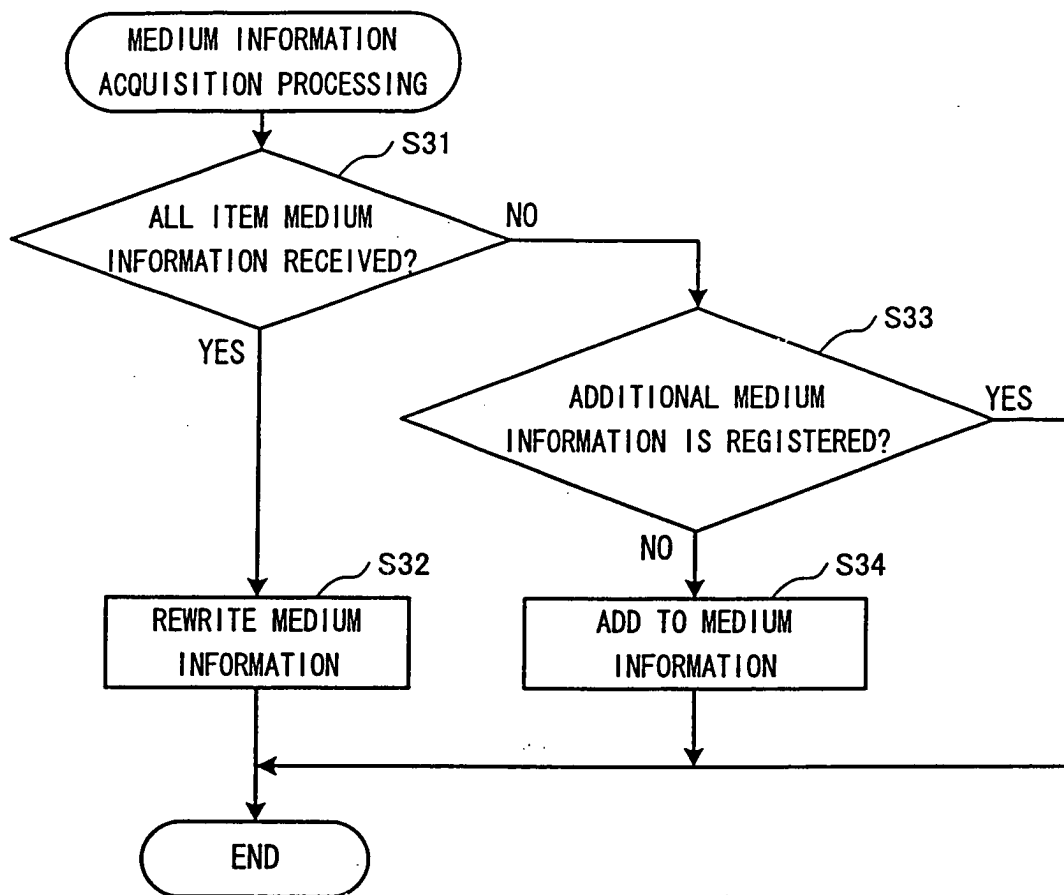 MEDIUM INFORMATION
ACQUISITION PROCESSING
S31
ALL ITEM MEDIUM
INFORMATION RECEIVED?
NO
YES
S33
ADDITIONAL MEDIUM
INFORMATION IS REGISTERED?
YES
NO
S32
REWRITE MEDIUM
INFORMATION
S34
ADD TO MEDIUM
INFORMATION
END